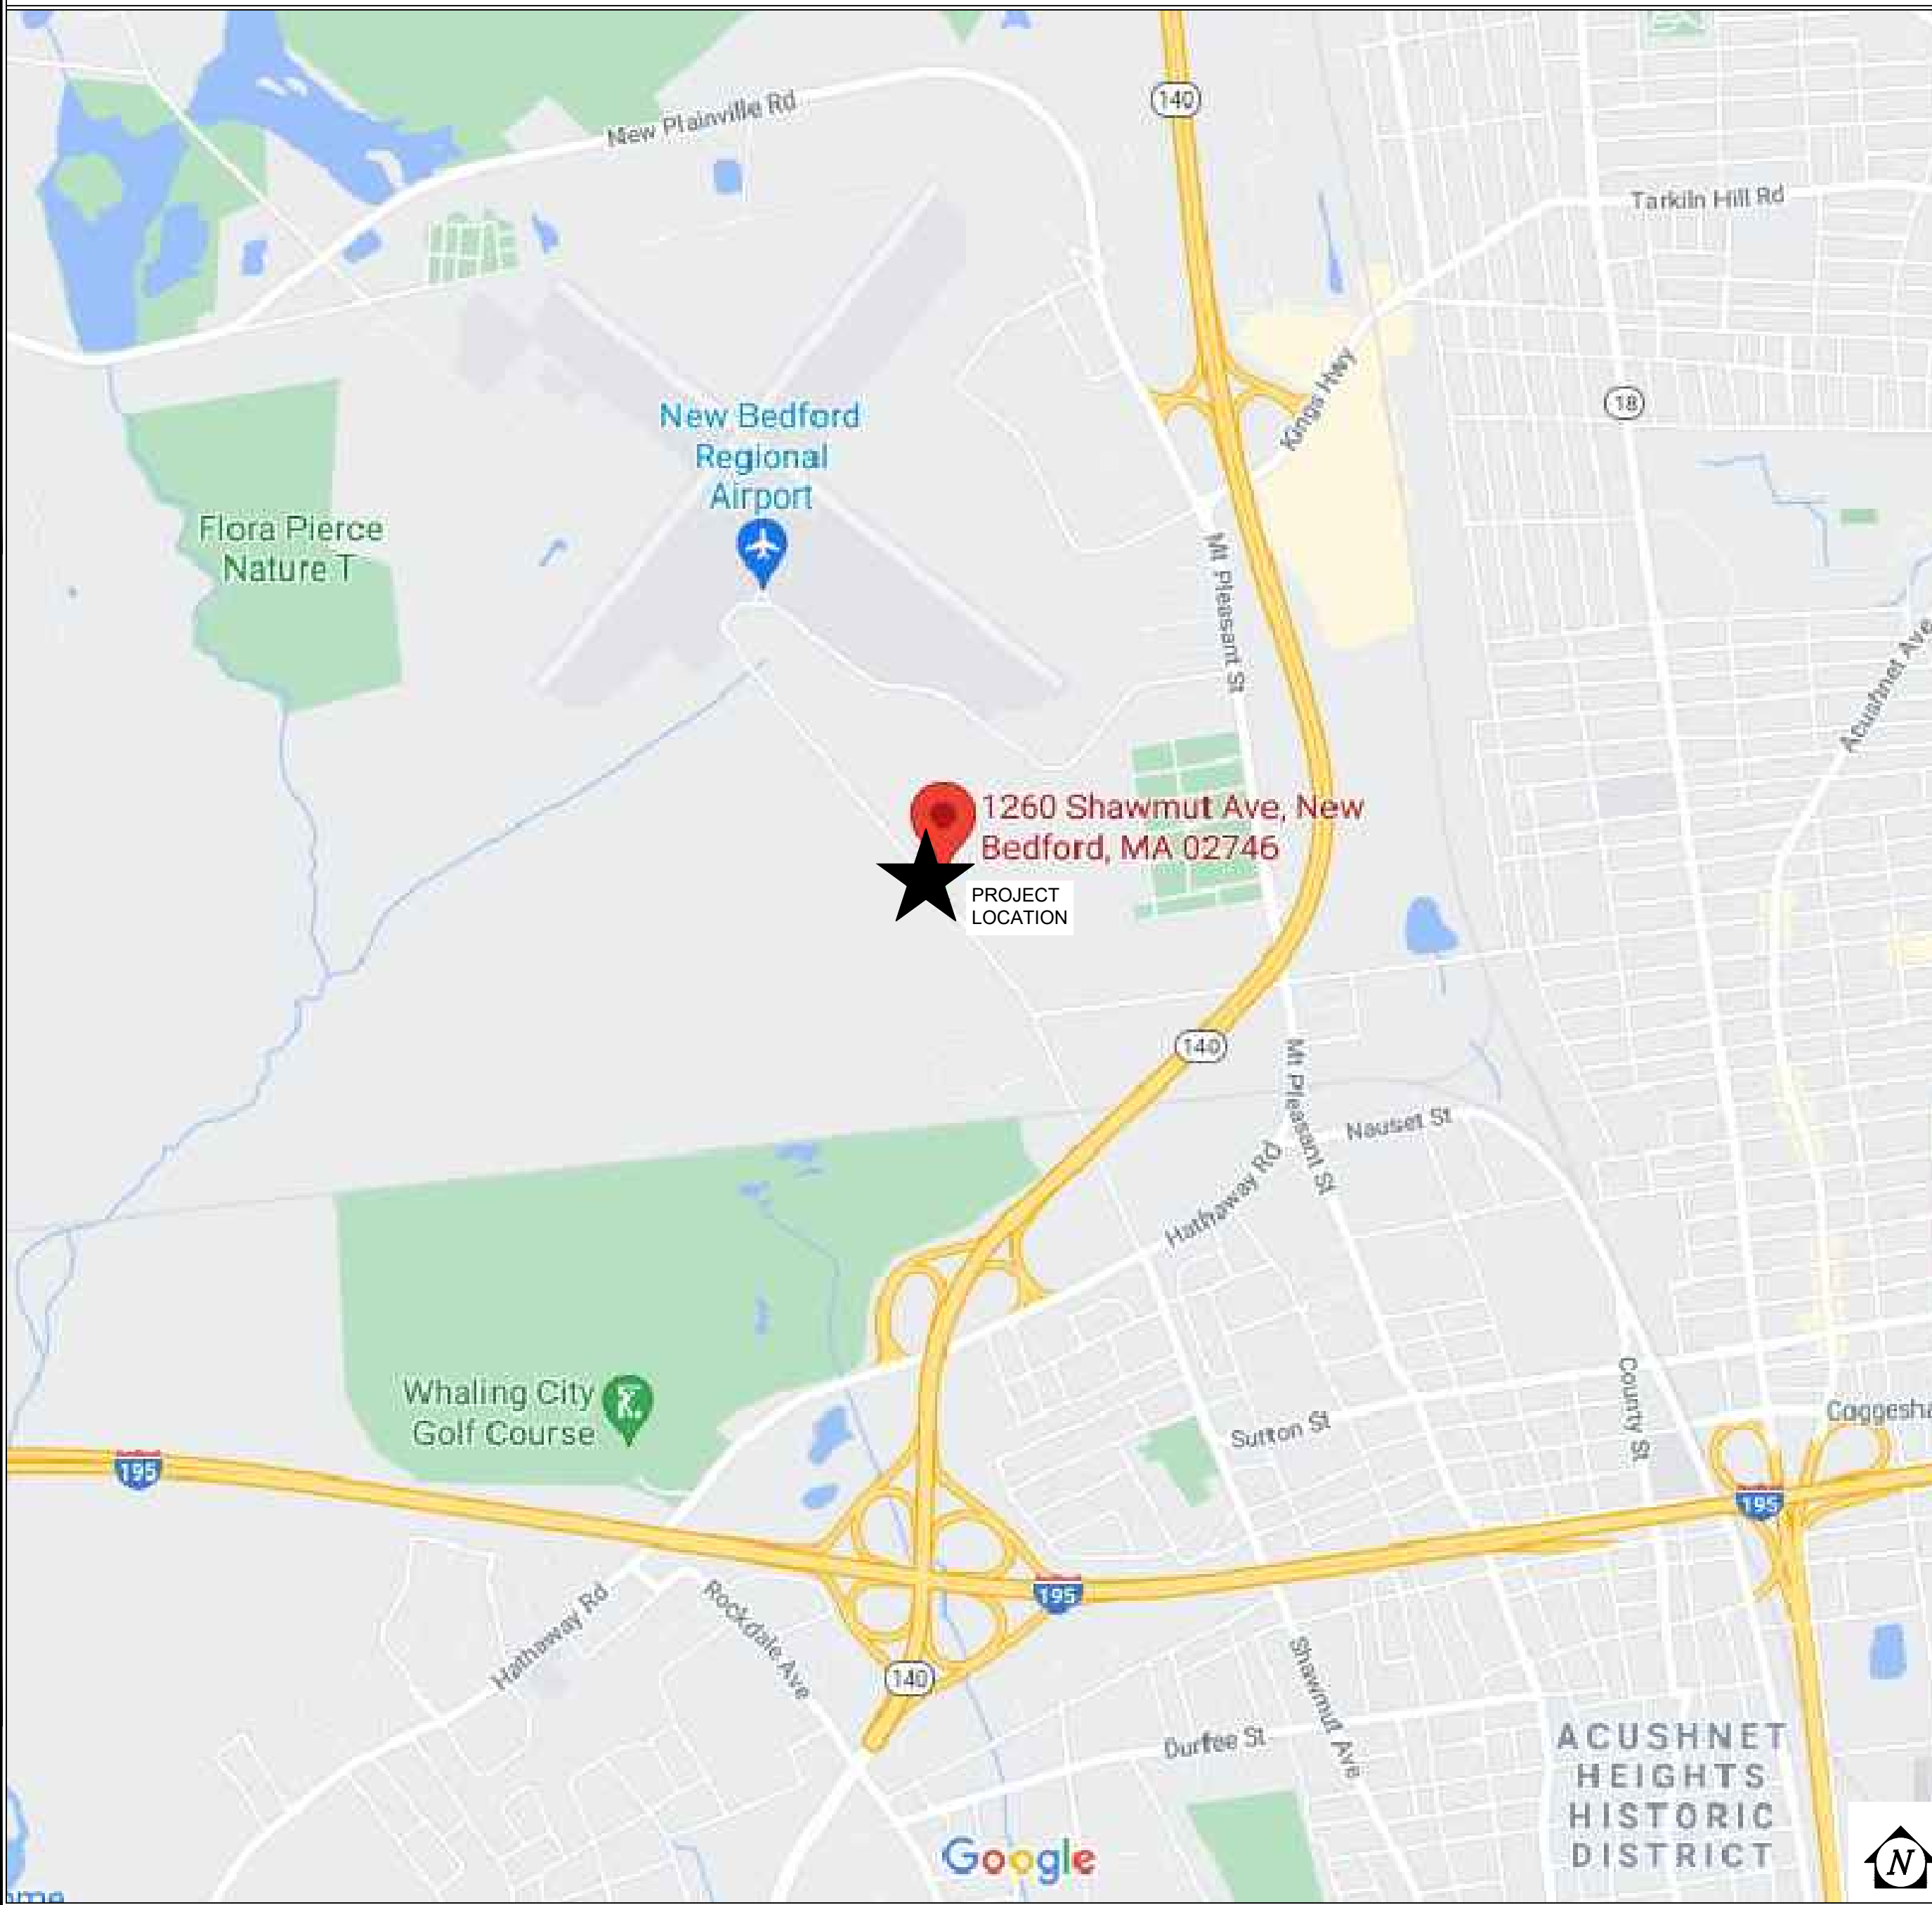 140
New Plainville Rd
Tarkiln Hill Rd
Kings Hwy
18
New Bedford
Regional
Airport
Flora Pierce
Nature T
Mt Pleasant St
Acushnet Ave
1260 Shawmut Ave, New
Bedford, MA 02746
PROJECT
LOCATION
140
Mt Pleasant St
Nauset St
Hathaway Rd
Whaling City
Golf Course
County St
Coggesha
Sutton St
195
195
195
Hathaway Rd
Rockdale Ave
140
Shawmut Ave
Durfee St
ACUSHNET
HEIGHTS
HISTORIC
DISTRICT
Google
N